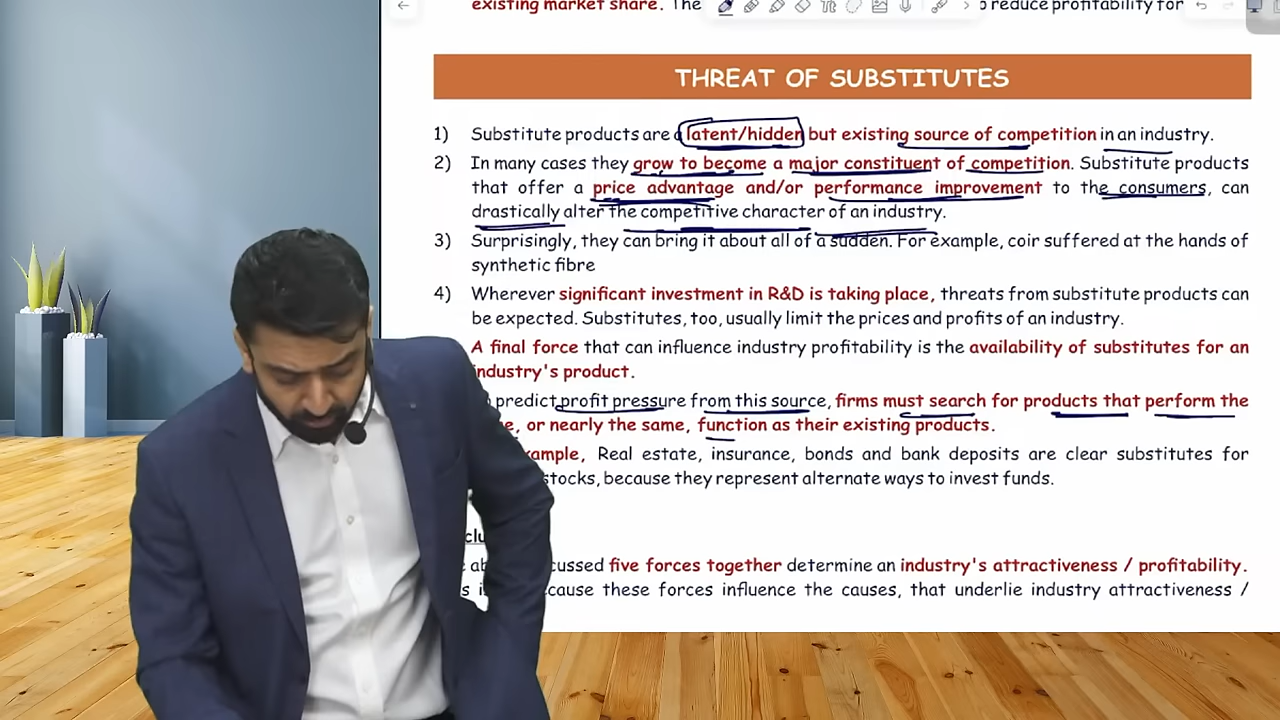 existing market share. The
o reduce profitability for
THREAT OF SUBSTITUTES
1) Substitute products are a latent/hidden but existing source of competition in an industry.
2) In many cases they grow to become a major constituent of competition. Substitute products
that offer a price advantage and/or performance improvement to the consumers, can
drastically alter the competitive character of an industry.
3) Surprisingly, they can bring it about all of a sudden. For example, coir suffered at the hands of
synthetic fibre
4) Wherever significant investment in R&D is taking place, threats from substitute products can
be expected. Substitutes, too, usually limit the prices and profits of an industry.
A final force that can influence industry profitability is the availability of substitutes for an
ndustry's product.
predict profit pressure from this source, firms must search for products that perform the
e, or nearly the same, function as their existing products.
xample, Real estate, insurance, bonds and bank deposits are clear substitutes for
stocks, because they represent alternate ways to invest funds.
clu
cussed five forces together determine an industry's attractiveness / profitability.
cause these forces influence the causes, that underlie industry attractiveness /